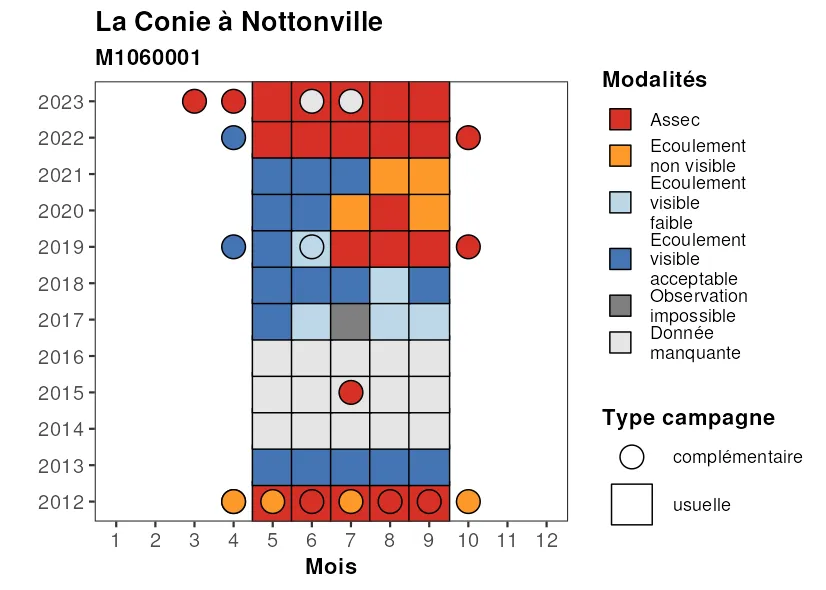 La Conie à Nottonville
M1060001
2023
2022
2021
2020
2019
2018
2017
2016
2015
2014
2013
2012
1 2 3 4 5 6 7 8 9 10 11 12
Mois
Modalités
Assec
Ecoulement
non visible
Ecoulement
visible
faible
Ecoulement
visible
acceptable
Observation
impossible
Donnée
manquante
Type campagne
complémentaire
usuelle